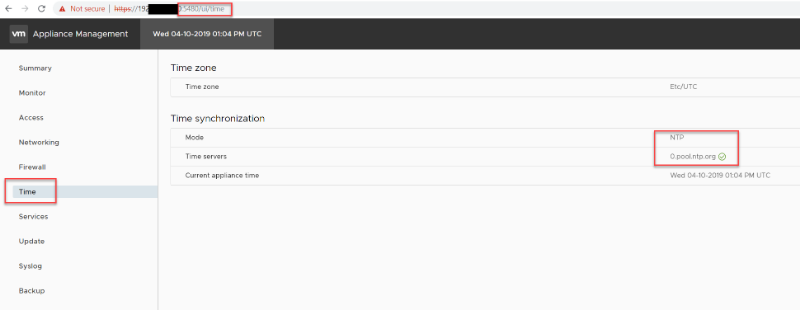 Not secure https://192 :5480/ui/time
vm Appliance Management Wed 04-10-2019 01:04 PM UTC
Summary
Monitor
Access
Networking
Firewall
Time
Services
Update
Syslog
Backup
Time zone
Time zone Etc/UTC
Time synchronization
Mode NTP
Time servers 0.pool.ntp.org
Current appliance time Wed 04-10-2019 01:04 PM UTC